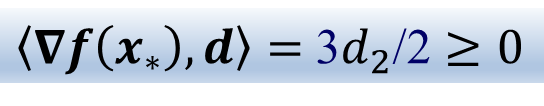 ⟨∇f(x∗), d⟩ = 3d₂/2 ≥ 0